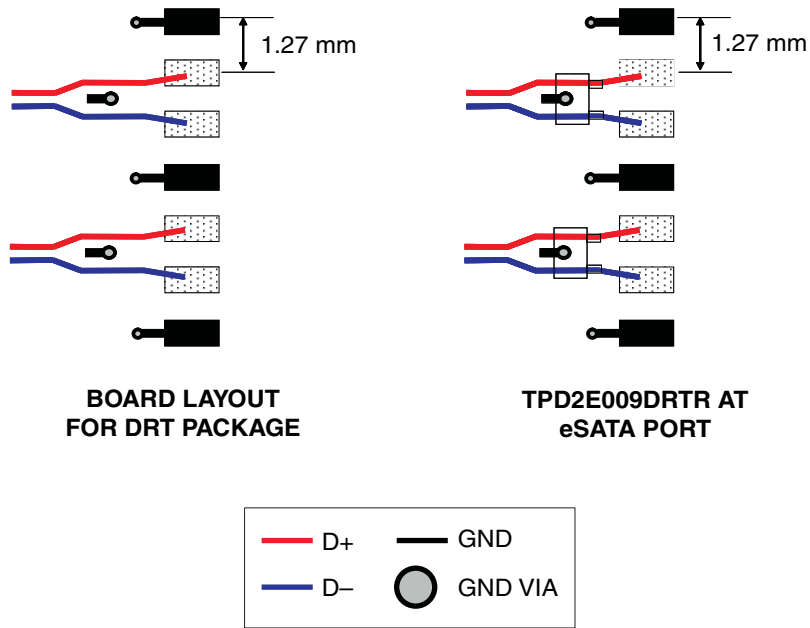 1.27 mm
1.27 mm
BOARD LAYOUT
FOR DRT PACKAGE
TPD2E009DRTR AT
eSATA PORT
D+
GND
D–
GND VIA